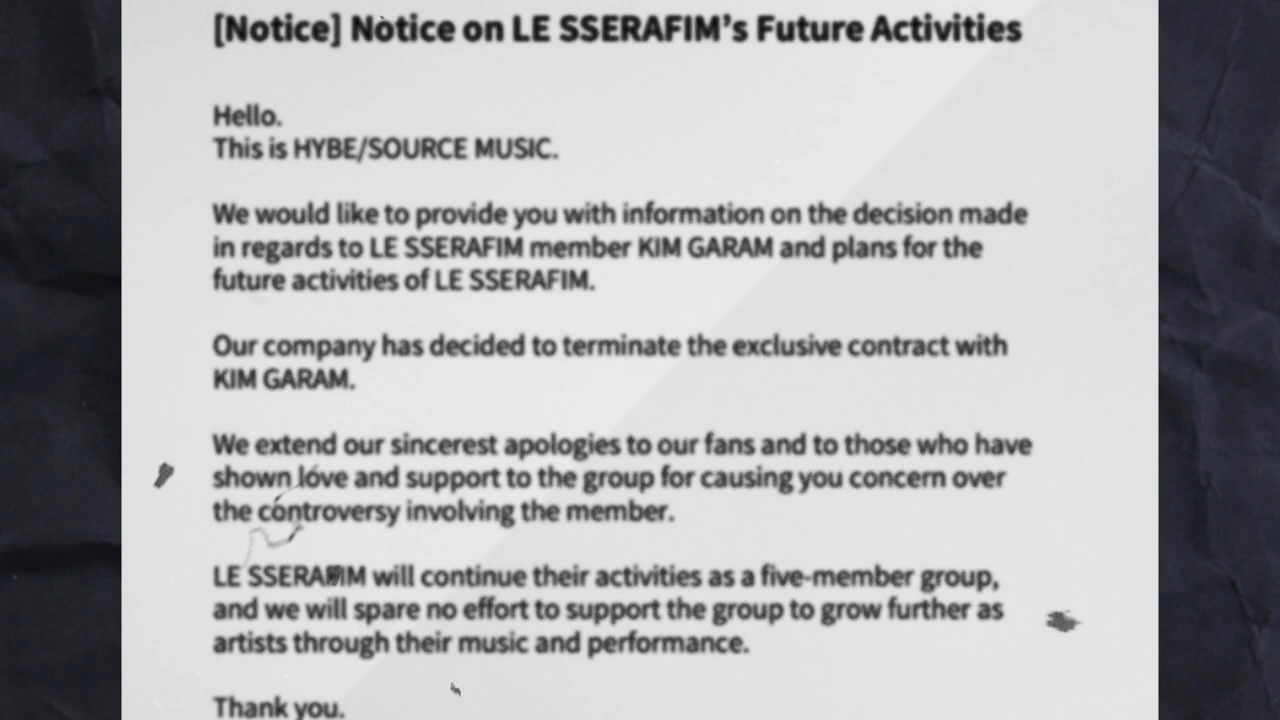 [Notice] Notice on LE SSERAFIM’s Future Activities
Hello.
This is HYBE/SOURCE MUSIC.
We would like to provide you with information on the decision made
in regards to LE SSERAFIM member KIM GARAM and plans for the
future activities of LE SSERAFIM.
Our company has decided to terminate the exclusive contract with
KIM GARAM.
We extend our sincerest apologies to our fans and to those who have
shown love and support to the group for causing you concern over
the controversy involving the member.
LE SSERAFIM will continue their activities as a five-member group,
and we will spare no effort to support the group to grow further as
artists through their music and performance.
Thank you.